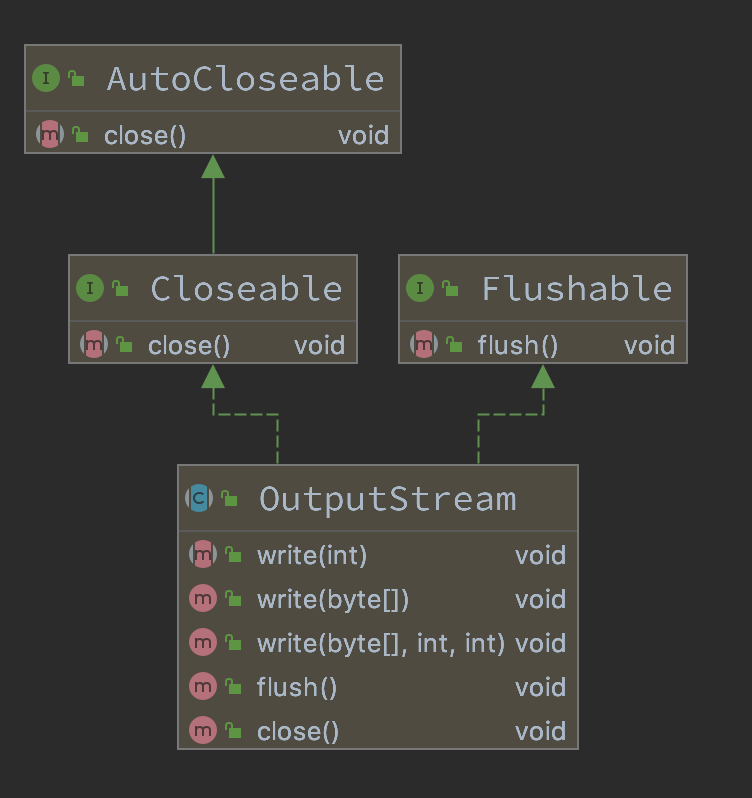 I AutoCloseable
m close() void
I Closeable
m close() void
I Flushable
m flush() void
C OutputStream
m write(int) void
m write(byte[]) void
m write(byte[], int, int) void
m flush() void
m close() void